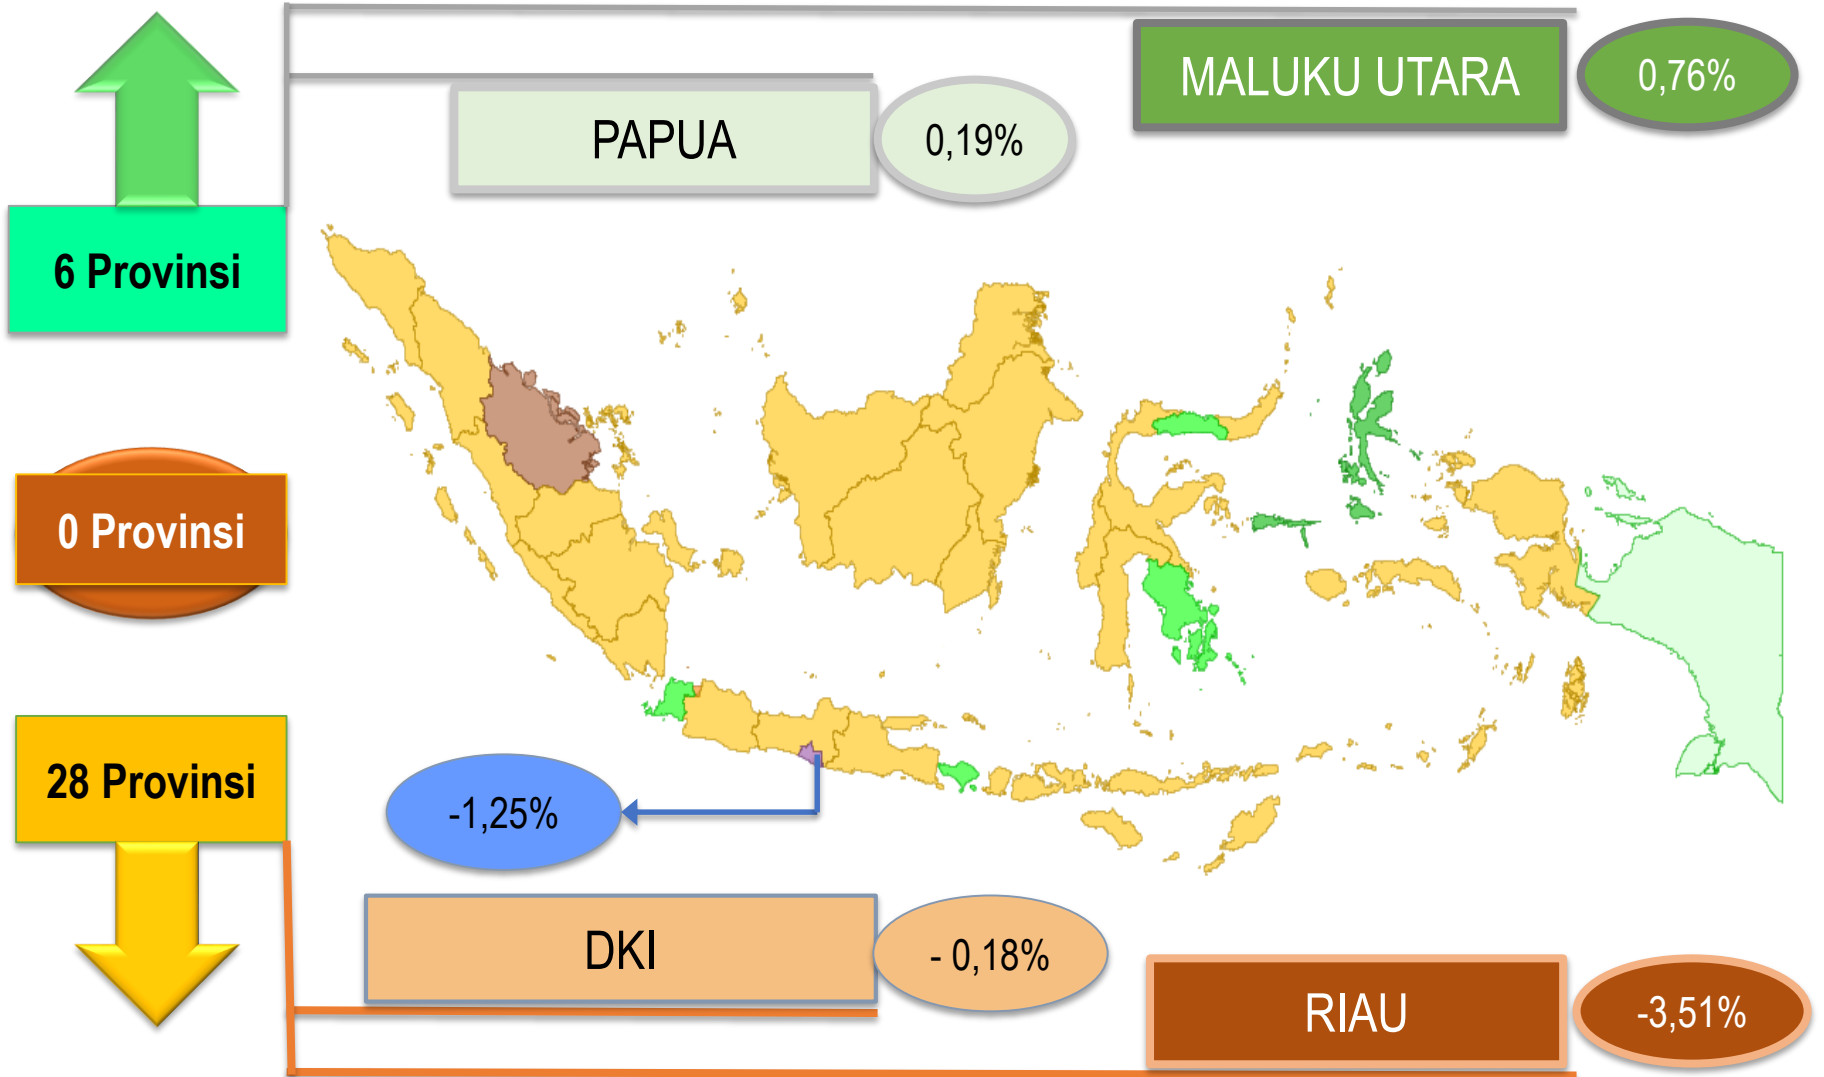 MALUKU UTARA
0,76%
PAPUA
0,19%
6 Provinsi
0 Provinsi
28 Provinsi
-1,25%
DKI
- 0,18%
RIAU
-3,51%